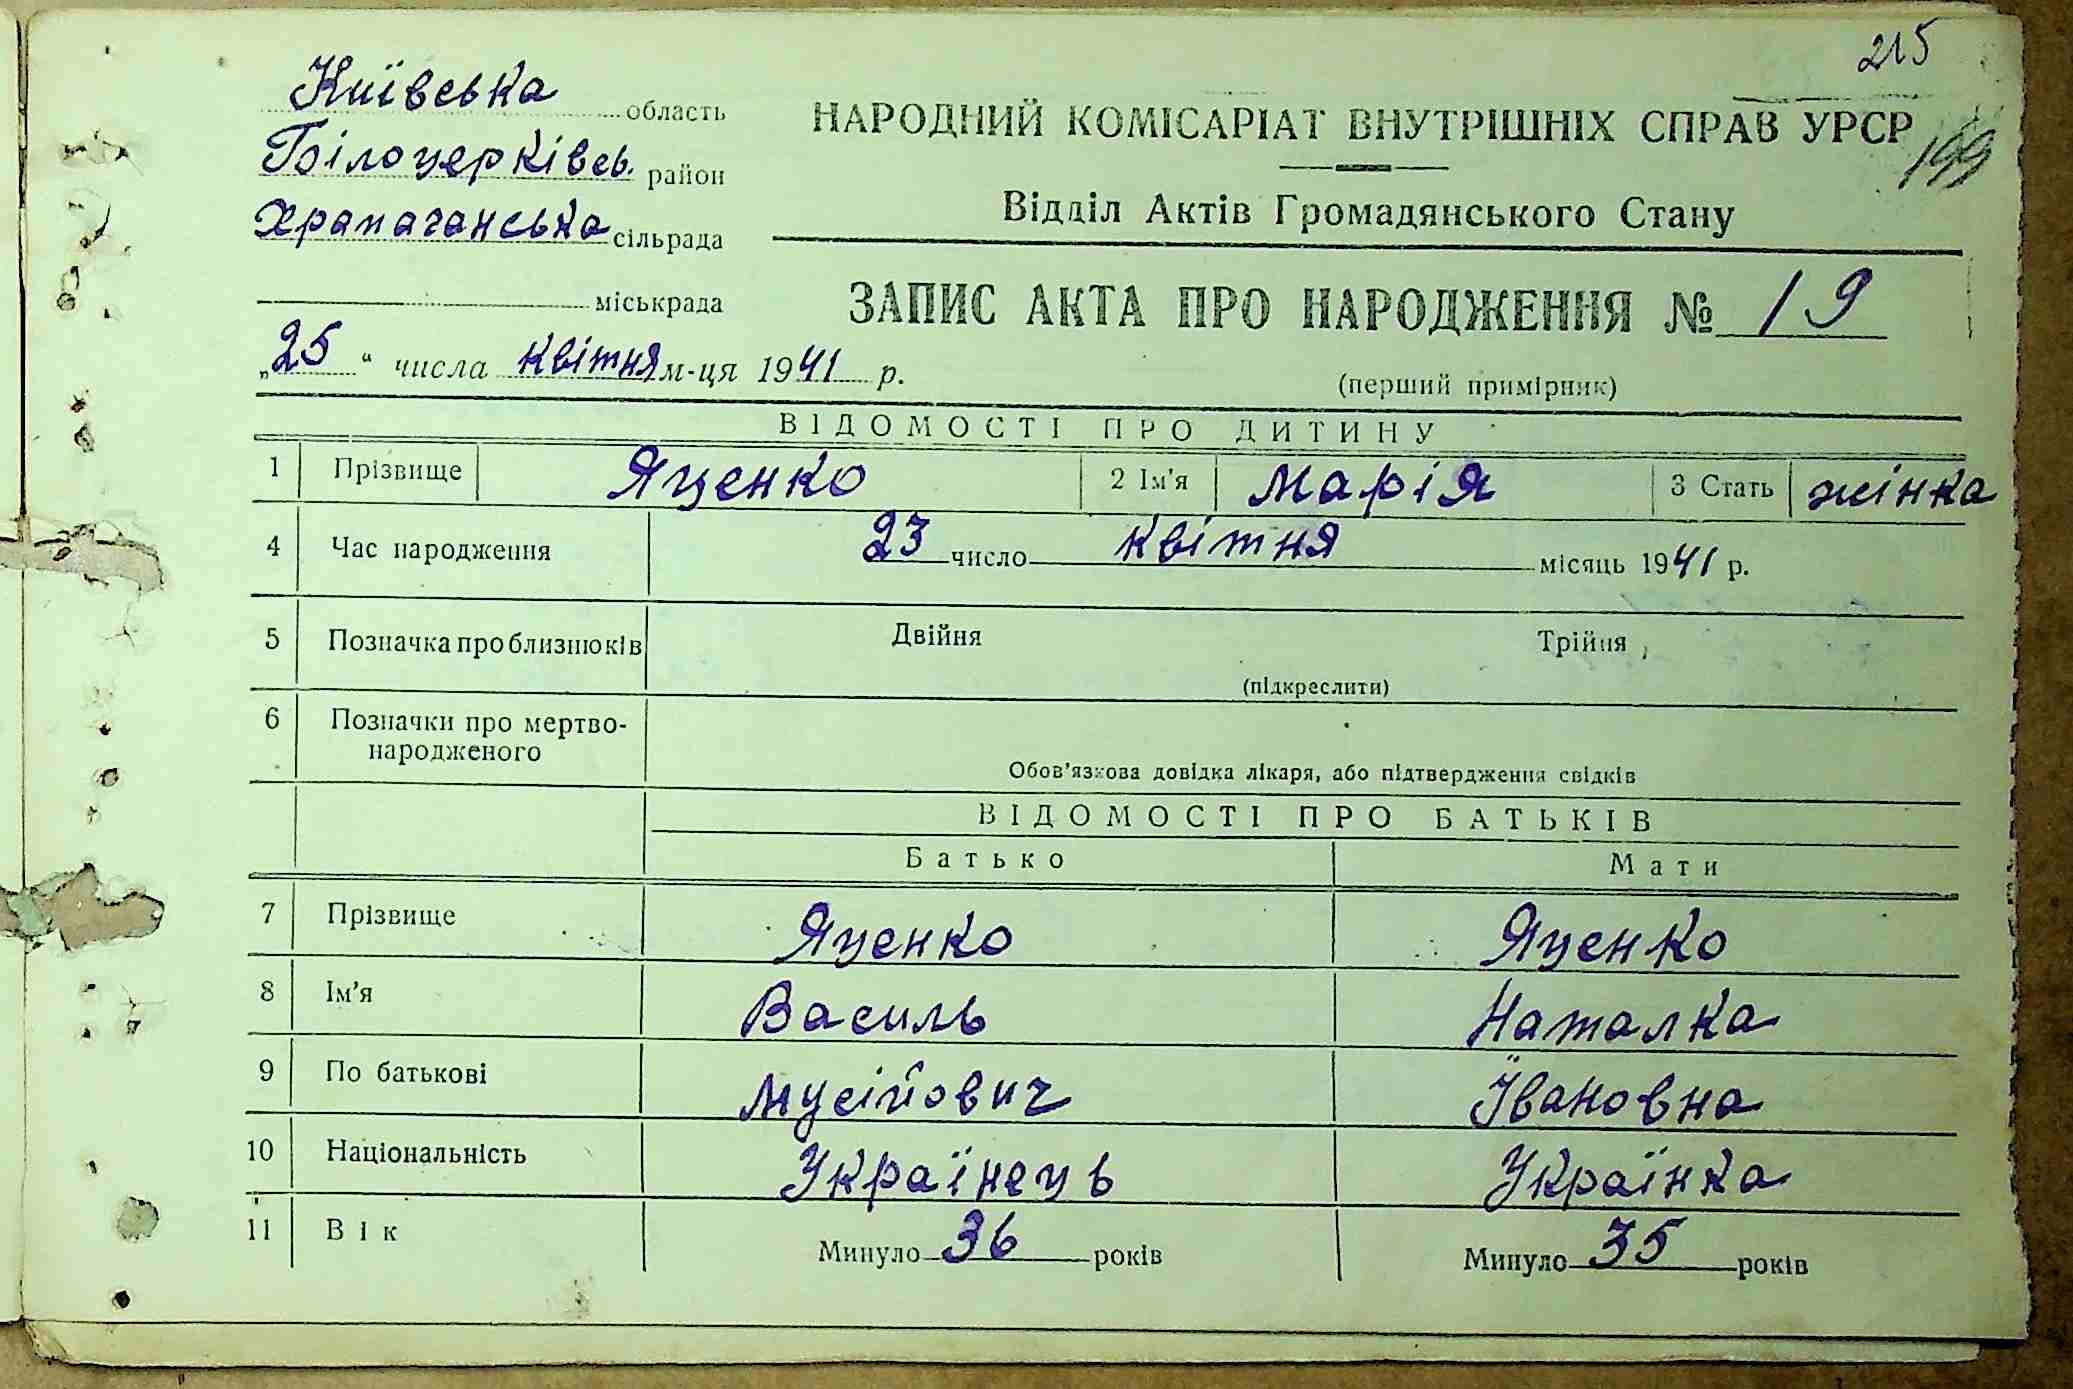 215
Київська область
Білоцерківсь. район
Храпачанська сільрада
міськрада
„25“ числа квітня м-ця 1941 р.
НАРОДНИЙ КОМІСАРІАТ ВНУТРІШНІХ СПРАВ УРСР
199
Відділ Актів Громадянського Стану
ЗАПИС АКТА ПРО НАРОДЖЕННЯ № 19
(перший примірник)
ВІДОМОСТІ ПРО ДИТИНУ
1 Прізвище Яценко 2 Ім'я Марія 3 Стать жінка
4 Час народження 23 число квітня місяць 1941 р.
5 Позначка про близнюків Двійня Трійня
(підкреслити)
6 Позначки про мертво-
народженого
Обов'язкова довідка лікаря, або підтвердження свідків
ВІДОМОСТІ ПРО БАТЬКІВ
Батько Мати
7 Прізвище Яценко Яценко
8 Ім'я Василь Наталка
9 По батькові Мусійович Івановна
10 Національність Українець Українка
11 Вік Минуло 36 років Минуло 35 років